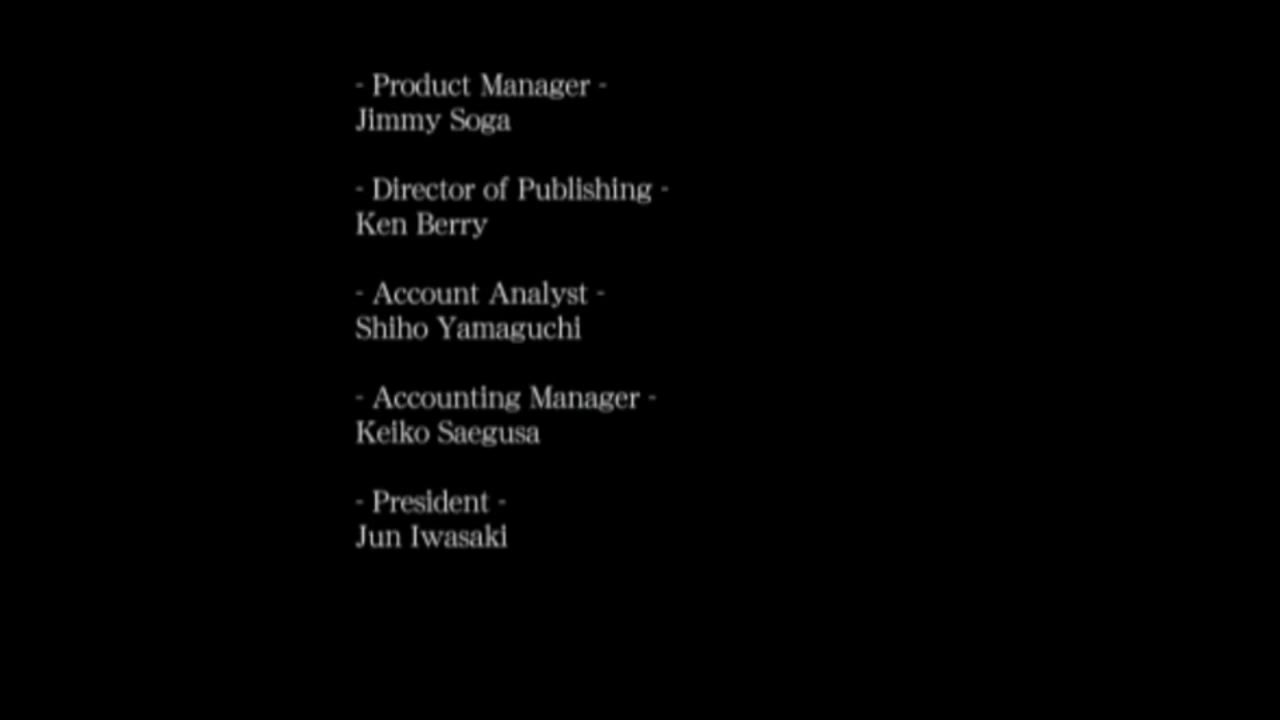 - Product Manager -
Jimmy Soga
- Director of Publishing -
Ken Berry
- Account Analyst -
Shiho Yamaguchi
- Accounting Manager -
Keiko Saegusa
- President -
Jun Iwasaki